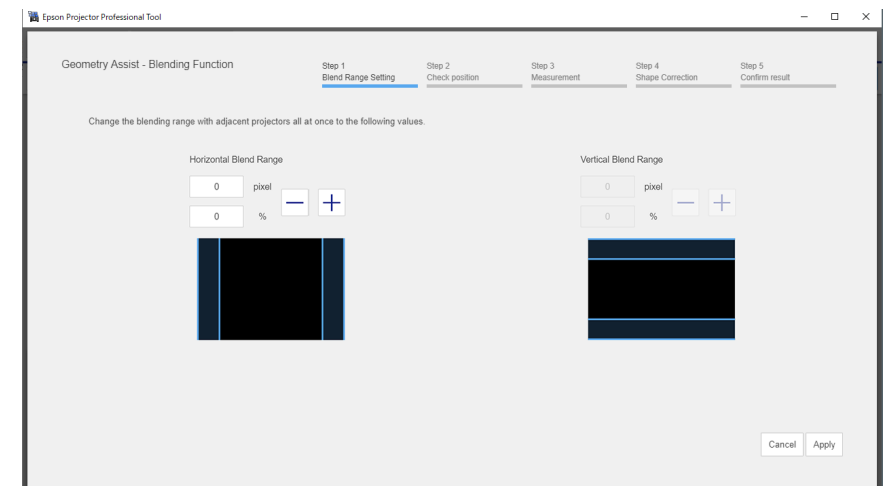 Epson Projector Professional Tool
Geometry Assist - Blending Function
Step 1
Blend Range Setting
Step 2
Check position
Step 3
Measurement
Step 4
Shape Correction
Step 5
Confirm result
Change the blending range with adjacent projectors all at once to the following values.
Horizontal Blend Range
0 pixel
0 %
Vertical Blend Range
0 pixel
0 %
Cancel
Apply